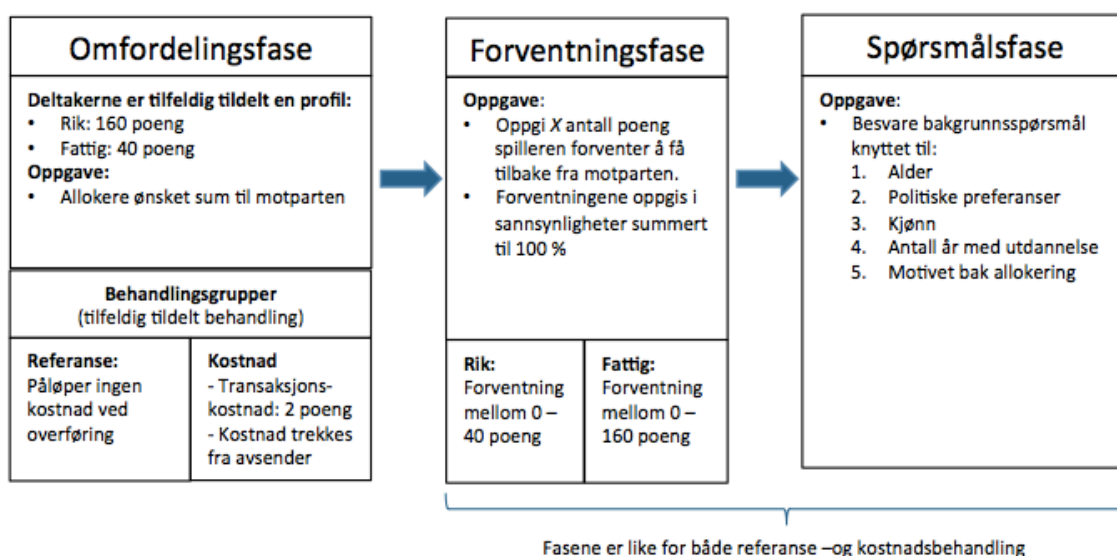 Omfordelingsfase
Deltakerne er tilfeldig tildelt en profil:
• Rik: 160 poeng
• Fattig: 40 poeng
Oppgave:
• Allokere ønsket sum til motparten
Behandlingsgrupper
(tilfeldig tildelt behandling)
Referanse:
Påløper ingen
kostnad ved
overføring
Kostnad
- Transaksjons-
kostnad: 2 poeng
- Kostnad trekkes
fra avsender
Forventningsfase
Oppgave:
• Oppgi X antall poeng
spilleren forventer å få
tilbake fra motparten.
• Forventningene oppgis i
sannsynligheter summert
til 100 %
Rik:
Forventning
mellom 0 –
40 poeng
Fattig:
Forventning
mellom 0 –
160 poeng
Spørsmålsfase
Oppgave:
• Besvare bakgrunnsspørsmål
knyttet til:
1. Alder
2. Politiske preferanser
3. Kjønn
4. Antall år med utdannelse
5. Motivet bak allokering
Fasene er like for både referanse –og kostnadsbehandling